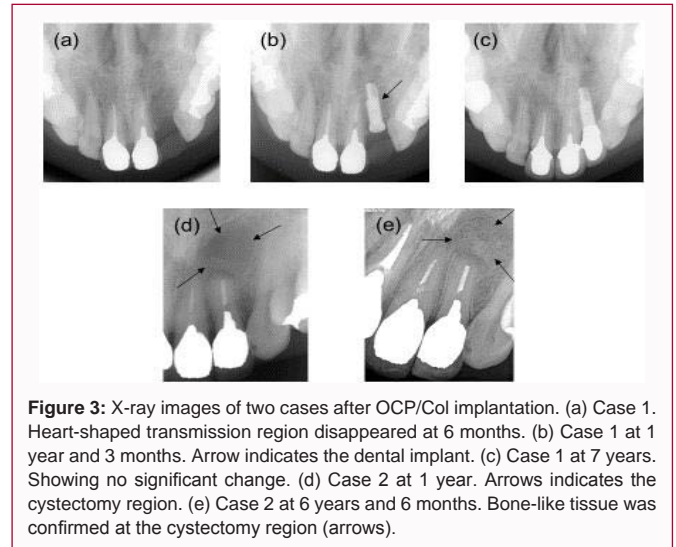 (a)
(b)
(c)
(d)
(e)
Figure 3: X-ray images of two cases after OCP/Col implantation. (a) Case 1.
Heart-shaped transmission region disappeared at 6 months. (b) Case 1 at 1
year and 3 months. Arrow indicates the dental implant. (c) Case 1 at 7 years.
Showing no significant change. (d) Case 2 at 1 year. Arrows indicates the
cystectomy region. (e) Case 2 at 6 years and 6 months. Bone-like tissue was
confirmed at the cystectomy region (arrows).